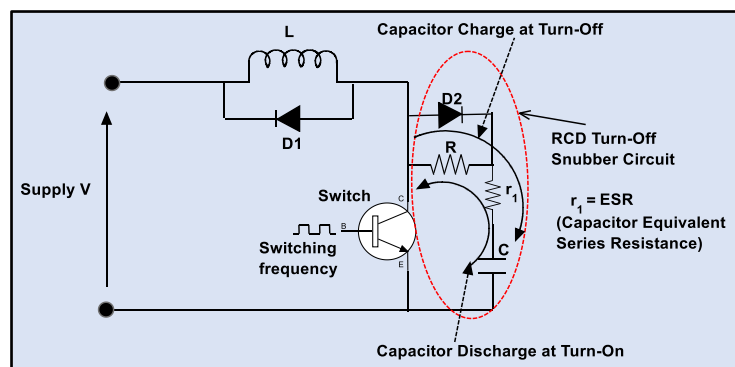 L
Capacitor Charge at Turn-Off
D2
D1
RCD Turn-Off
Snubber Circuit
R
Supply V
Switch
C
r1
r1 = ESR
(Capacitor Equivalent
Series Resistance)
B
Switching
frequency
E
C
Capacitor Discharge at Turn-On